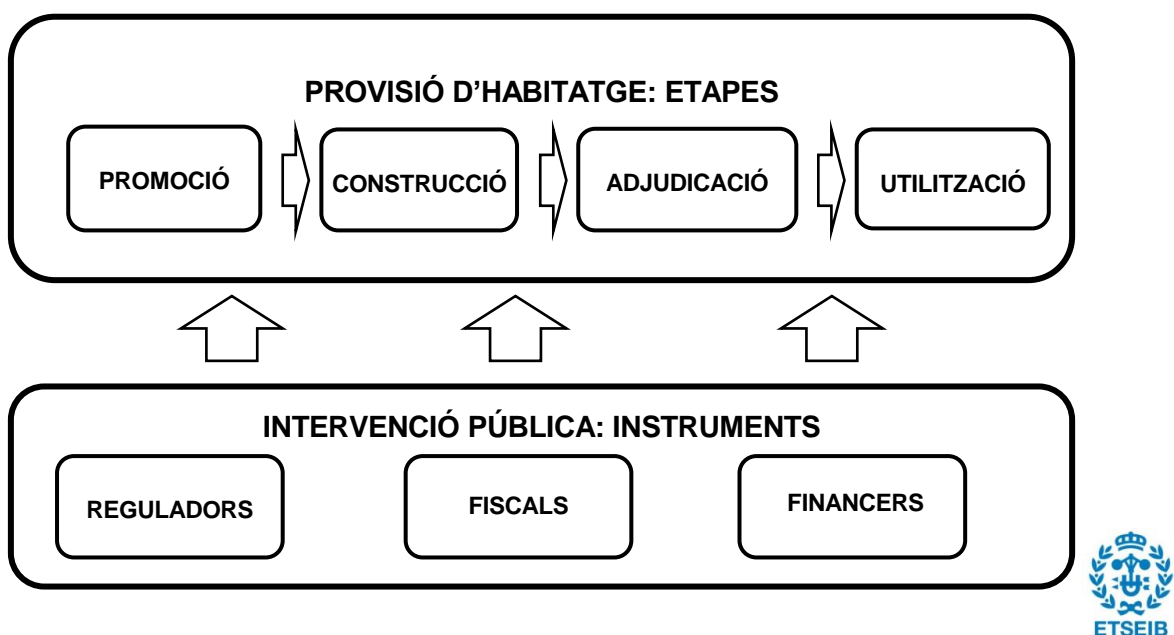 PROVISIÓ D'HABITATGE: ETAPES
PROMOCIÓ
CONSTRUCCIÓ
ADJUDICACIÓ
UTILITZACIÓ
INTERVENCIÓ PÚBLICA: INSTRUMENTS
REGULADORS
FISCALS
FINANCERS
ETSEIB